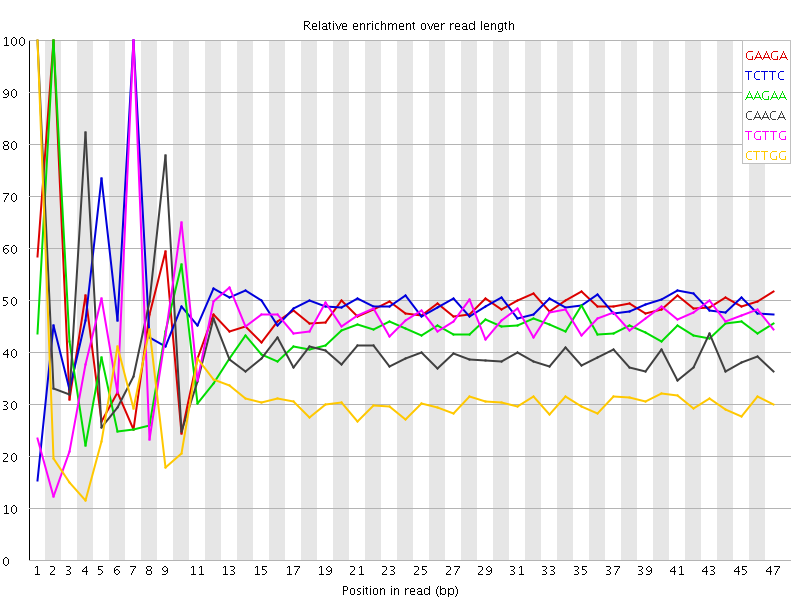 Relative enrichment over read length
100
90
80
70
60
50
40
30
20
10
0
GAAGA
TCTTC
AAGAA
CAACA
TGTTG
CTTGG
1 2 3 4 5 6 7 8 9 11 13 15 17 19 21 23 25 27 29 31 33 35 37 39 41 43 45 47
Position in read (bp)